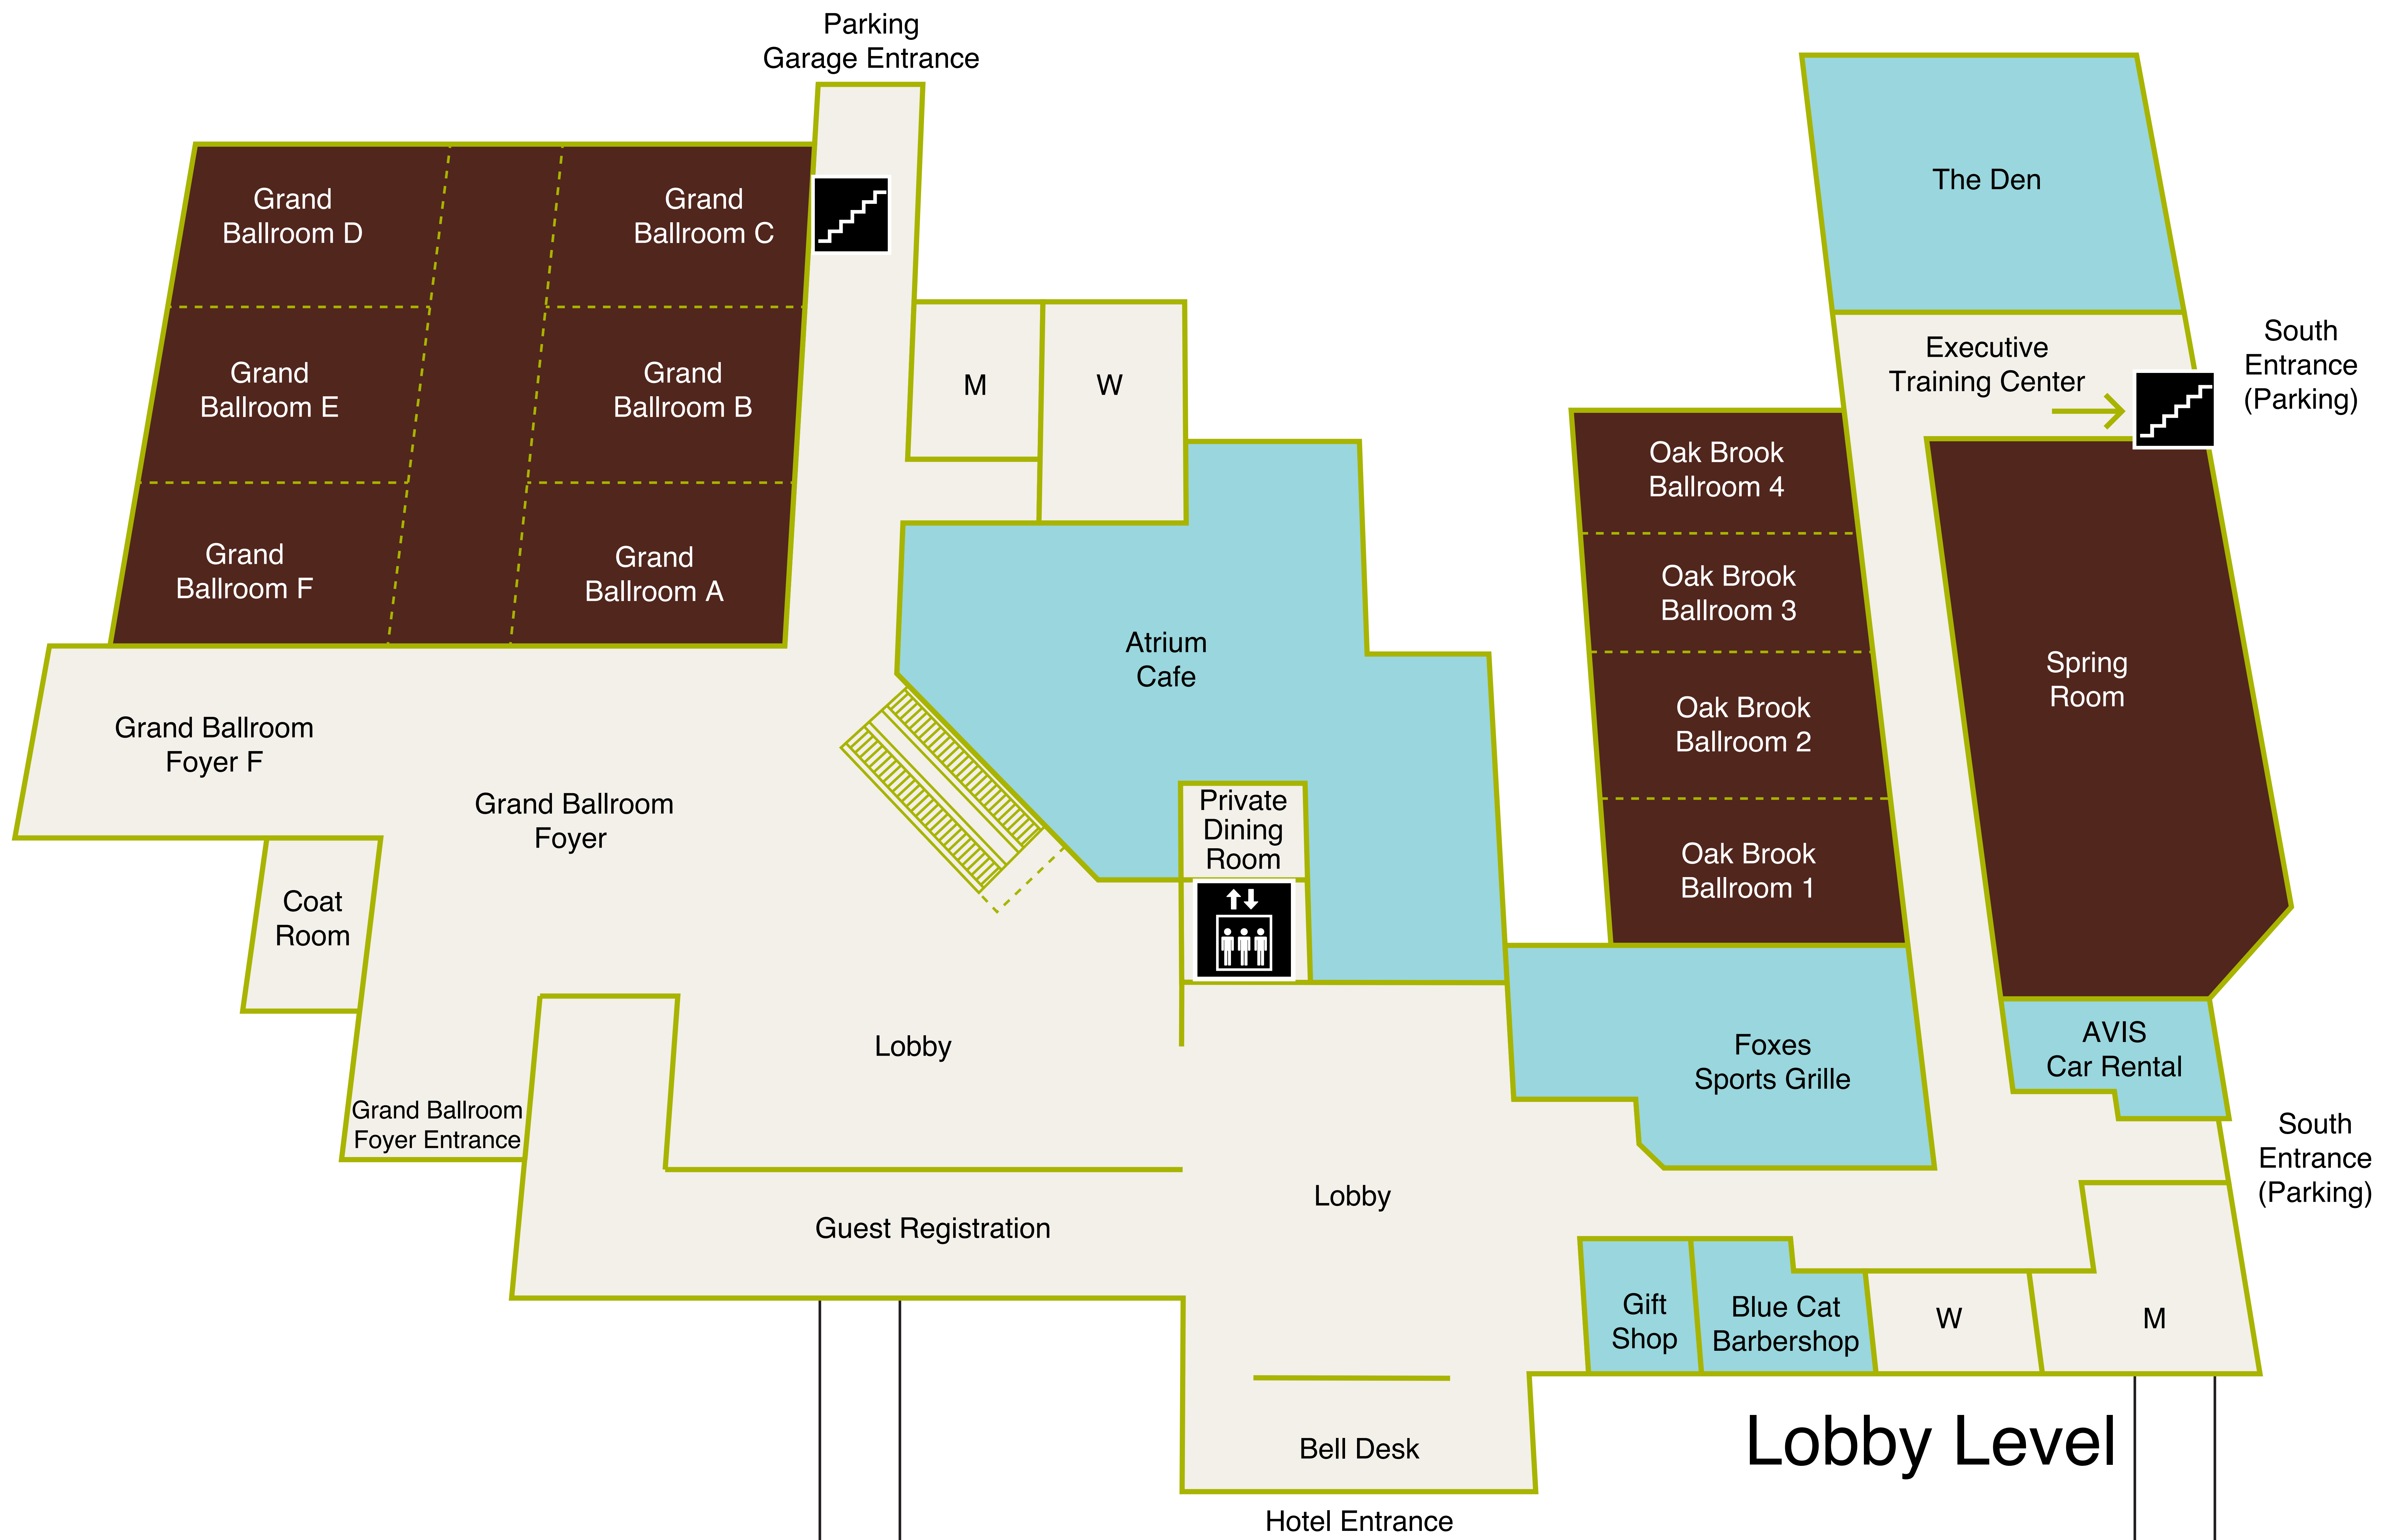 Parking
Garage Entrance
Grand
Ballroom D
Grand
Ballroom C
The Den
Grand
Ballroom E
Grand
Ballroom B
M
W
Executive
Training Center
South
Entrance
(Parking)
Grand
Ballroom F
Grand
Ballroom A
Oak Brook
Ballroom 4
Oak Brook
Ballroom 3
Oak Brook
Ballroom 2
Oak Brook
Ballroom 1
Spring
Room
Atrium
Cafe
Grand Ballroom
Foyer F
Grand Ballroom
Foyer
Private
Dining
Room
Coat
Room
Lobby
Foxes
Sports Grille
AVIS
Car Rental
Grand Ballroom
Foyer Entrance
South
Entrance
(Parking)
Guest Registration
Lobby
Gift
Shop
Blue Cat
Barbershop
W
M
Bell Desk
Lobby Level
Hotel Entrance